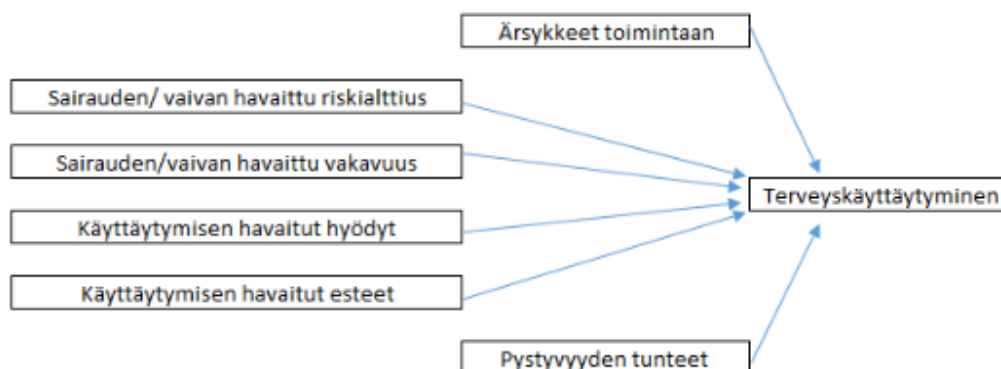 Ärsykkeet toimintaan
Sairauden/ vaivan havaittu riskialttius
Sairauden/vaivan havaittu vakavuus
Terveyskäyttäytyminen
Käyttäytymisen havaitut hyödyt
Käyttäytymisen havaitut esteet
Pystyvyyden tunteet